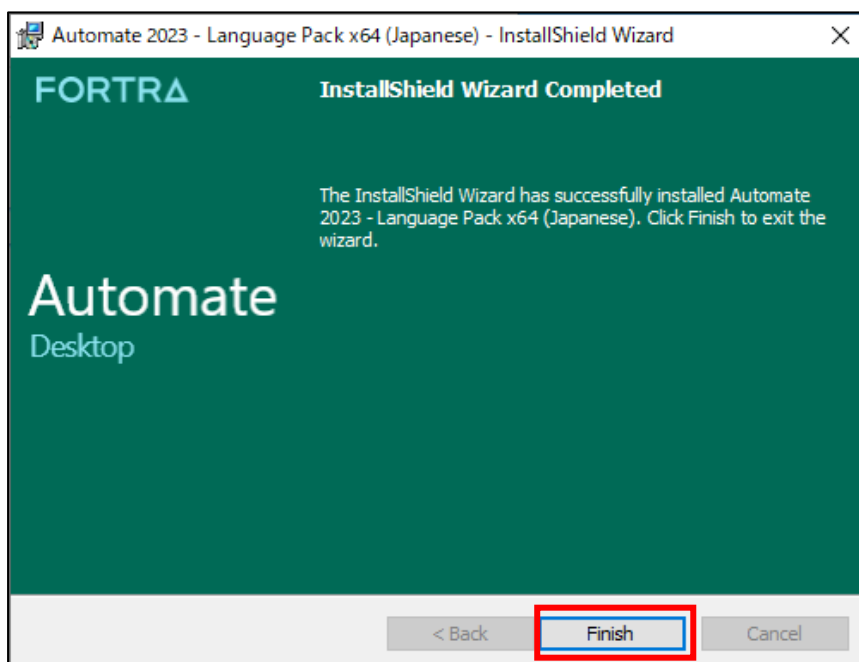 Automate 2023 - Language Pack x64 (Japanese) - InstallShield Wizard
FORTRA
InstallShield Wizard Completed
The InstallShield Wizard has successfully installed Automate
2023 - Language Pack x64 (Japanese). Click Finish to exit the
wizard.
Automate
Desktop
< Back
Finish
Cancel